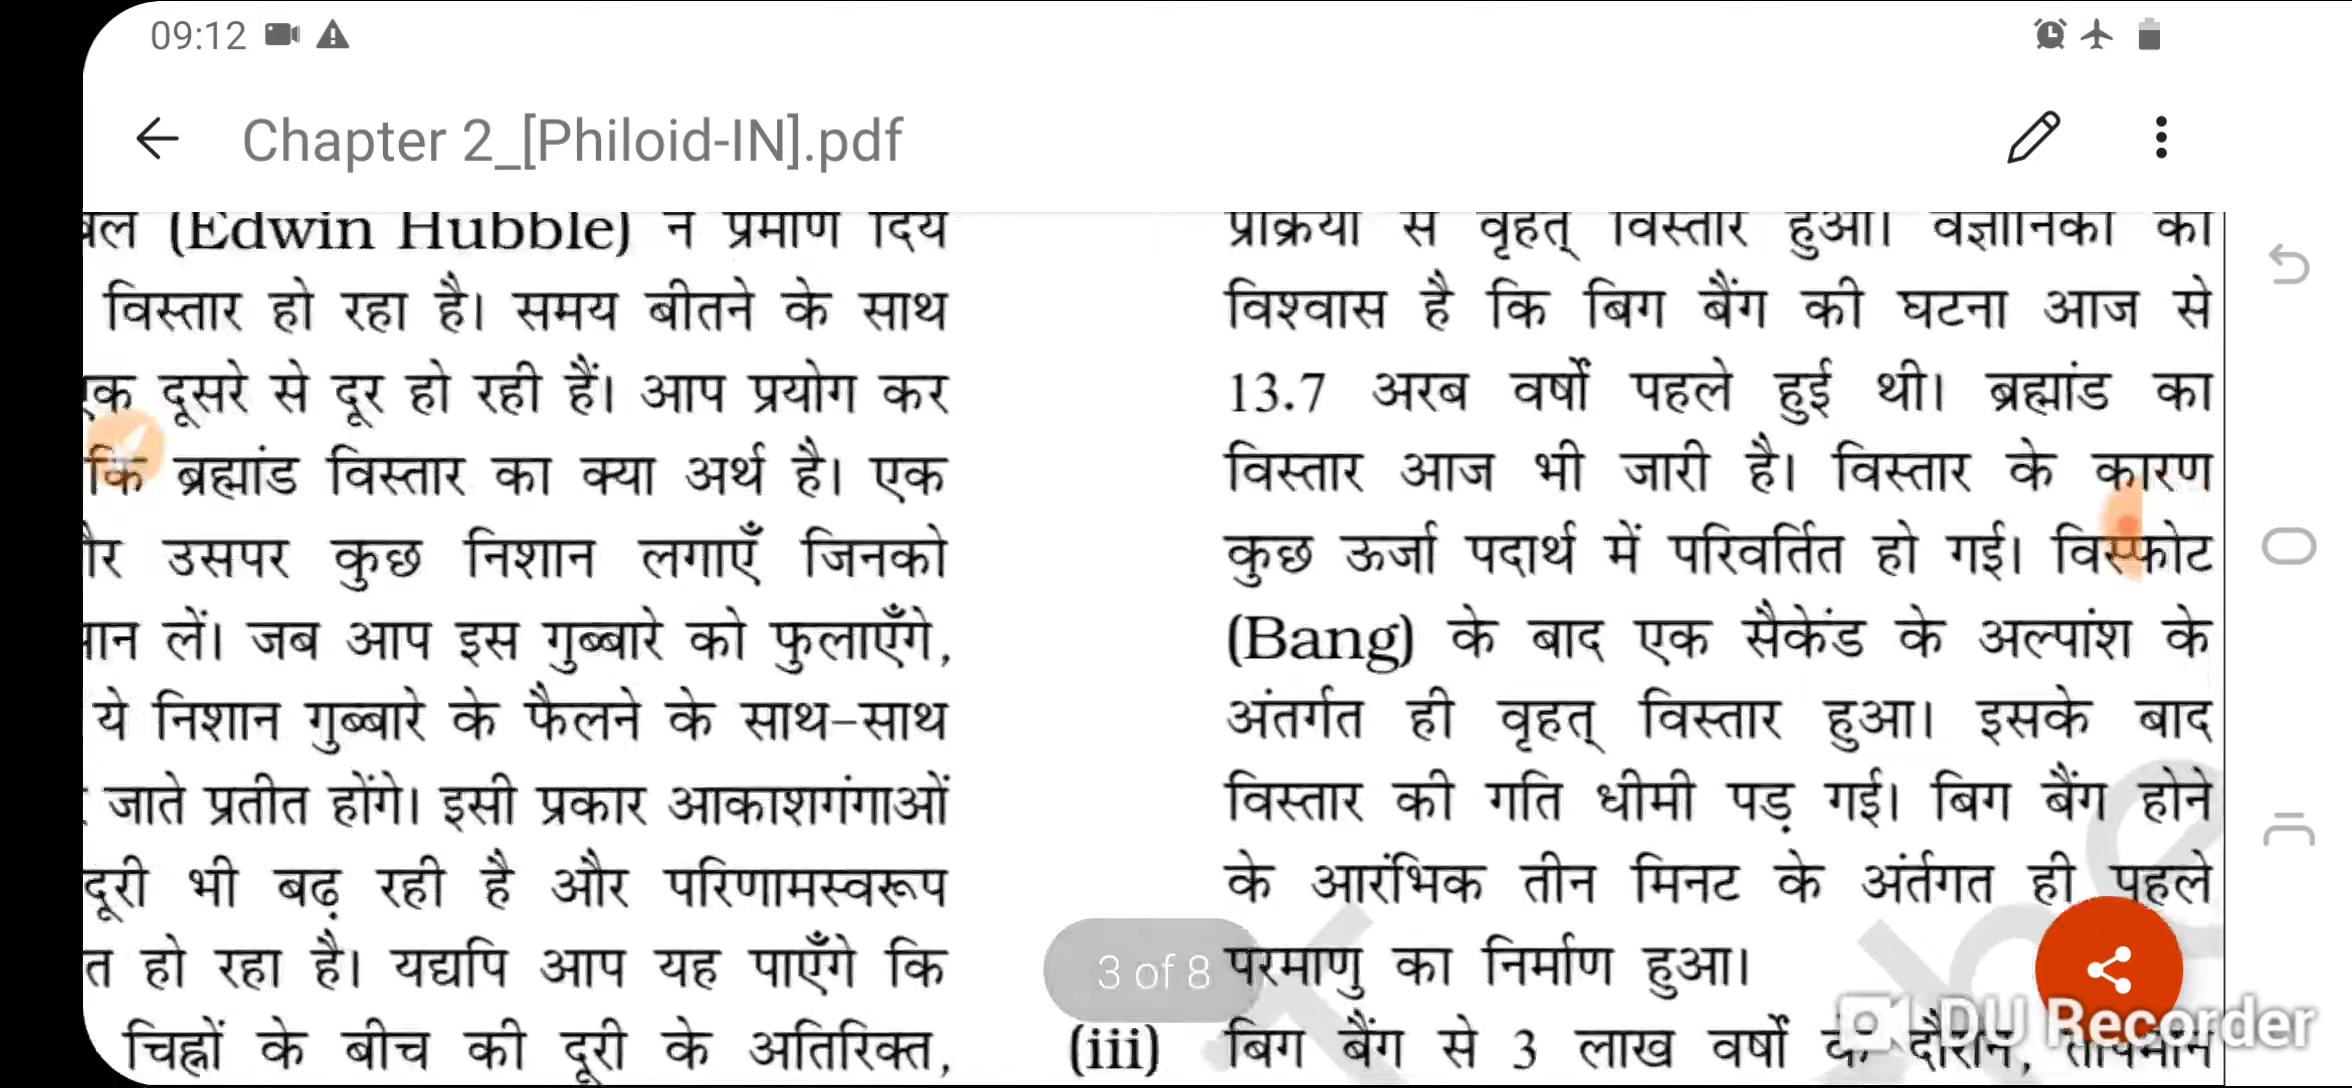 09:12
Chapter 2_[Philoid-IN].pdf
(Edwin Hubble) ने प्रमाण दिये
विस्तार हो रहा है। समय बीतने के साथ
एक दूसरे से दूर हो रही हैं। आप प्रयोग कर
कि ब्रह्मांड विस्तार का क्या अर्थ है। एक
उसपर कुछ निशान लगाएँ जिनको
मान लें। जब आप इस गुब्बारे को फुलाएँगे,
ये निशान गुब्बारे के फैलने के साथ-साथ
जाते प्रतीत होंगे। इसी प्रकार आकाशगंगाओं
दूरी भी बढ़ रही है और परिणामस्वरूप
त हो रहा है। यद्यपि आप यह पाएँगे कि
चिह्नों के बीच की दूरी के अतिरिक्त,
प्रक्रिया से वृहत् विस्तार हुआ। वैज्ञानिकों का
विश्वास है कि बिग बैंग की घटना आज से
13.7 अरब वर्षों पहले हुई थी। ब्रह्मांड का
विस्तार आज भी जारी है। विस्तार के कारण
कुछ ऊर्जा पदार्थ में परिवर्तित हो गई। विस्फोट
(Bang) के बाद एक सैकेंड के अल्पांश के
अंतर्गत ही वृहत् विस्तार हुआ। इसके बाद
विस्तार की गति धीमी पड़ गई। बिग बैंग होने
के आरंभिक तीन मिनट के अंर्तगत ही पहले
परमाणु का निर्माण हुआ।
(iii) बिग बैंग से 3 लाख वर्षों के दौरान, तापमान
3 of 8
DU Recorder